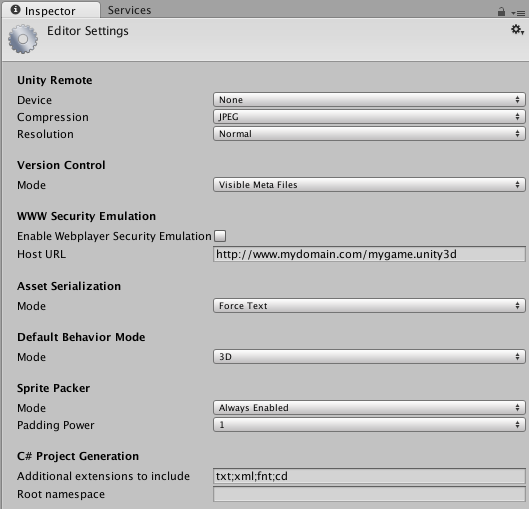 Inspector Services
Editor Settings
Unity Remote
Device None
Compression JPEG
Resolution Normal
Version Control
Mode Visible Meta Files
WWW Security Emulation
Enable Webplayer Security Emulation
Host URL http://www.mydomain.com/mygame.unity3d
Asset Serialization
Mode Force Text
Default Behavior Mode
Mode 3D
Sprite Packer
Mode Always Enabled
Padding Power 1
C# Project Generation
Additional extensions to include txt;xml;fnt;cd
Root namespace